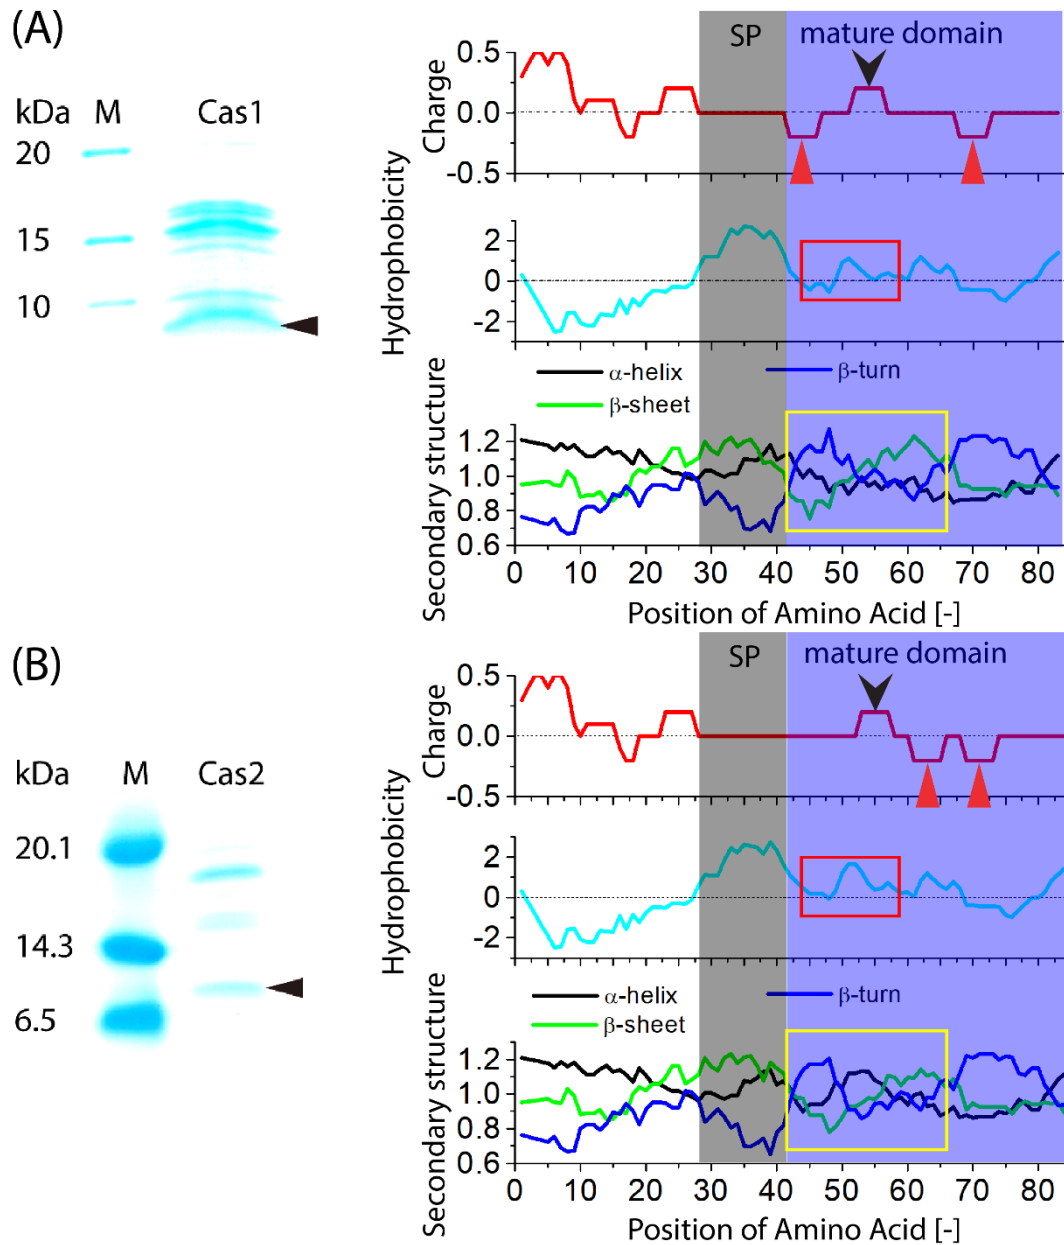 (A)
kDa M Cas1
20
15
10
SP mature domain
Charge
0.5
0.0
-0.5
Hydrophobicity
2
0
-2
α-helix β-turn
β-sheet
Secondary structure
1.2
1.0
0.8
0.6
0 10 20 30 40 50 60 70 80
Position of Amino Acid [-]
(B)
kDa M Cas2
20.1
14.3
6.5
SP mature domain
Charge
0.5
0.0
-0.5
Hydrophobicity
2
0
-2
α-helix β-turn
β-sheet
Secondary structure
1.2
1.0
0.8
0.6
0 10 20 30 40 50 60 70 80
Position of Amino Acid [-]